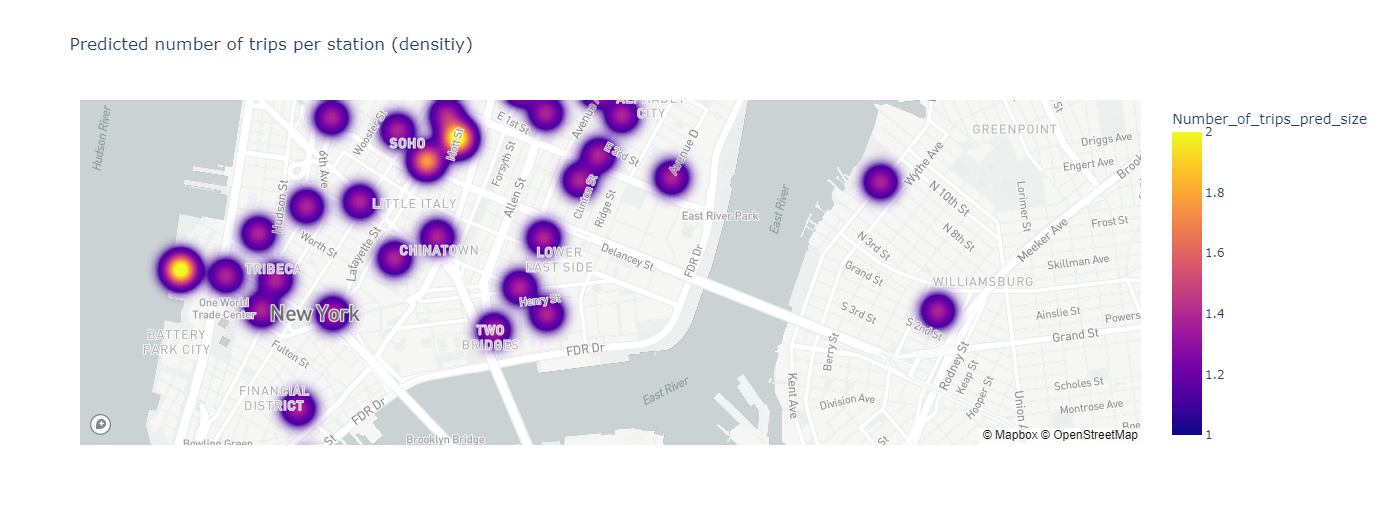 Predicted number of trips per station (densitiy)
Number_of_trips_pred_size
2
1.8
1.6
1.4
1.2
1
Hudson River
6th Ave
Wooster St
SOHO
Mott St
E 1st St
Avenue
ALPHABET
CITY
Forsyth St
Allen St
E 3rd St
Clinton St
Ridge St
Avenue D
East River Park
East River
Hudson St
LITTLE ITALY
Worth St
Lafayette St
CHINATOWN
LOWER
EAST SIDE
Delancey St
FDR Dr
TRIBECA
One World
Trade Center
New York
Henry St
TWO
BRIDGES
FDR Dr
BATTERY
PARK CITY
Fulton St
FINANCIAL
DISTRICT
FDR Dr
St
Bowling Green
Brooklyn Bridge
East River
GREENPOINT
Driggs Ave
Engert Ave
Broo
Wythe Ave
N 10th St
N 8th St
Lorimer St
Meeker Ave
Frost St
N 3rd St
Grand St
Skillman Ave
WILLIAMSBURG
S 3rd St
S 2nd St
Ainslie St
Powers
Grand St
Berry St
Rodney St
Keap St
Hooper St
Kent Ave
Division Ave
Union A
Scholes St
Montrose Ave
Boe
St
St
© Mapbox © OpenStreetMap